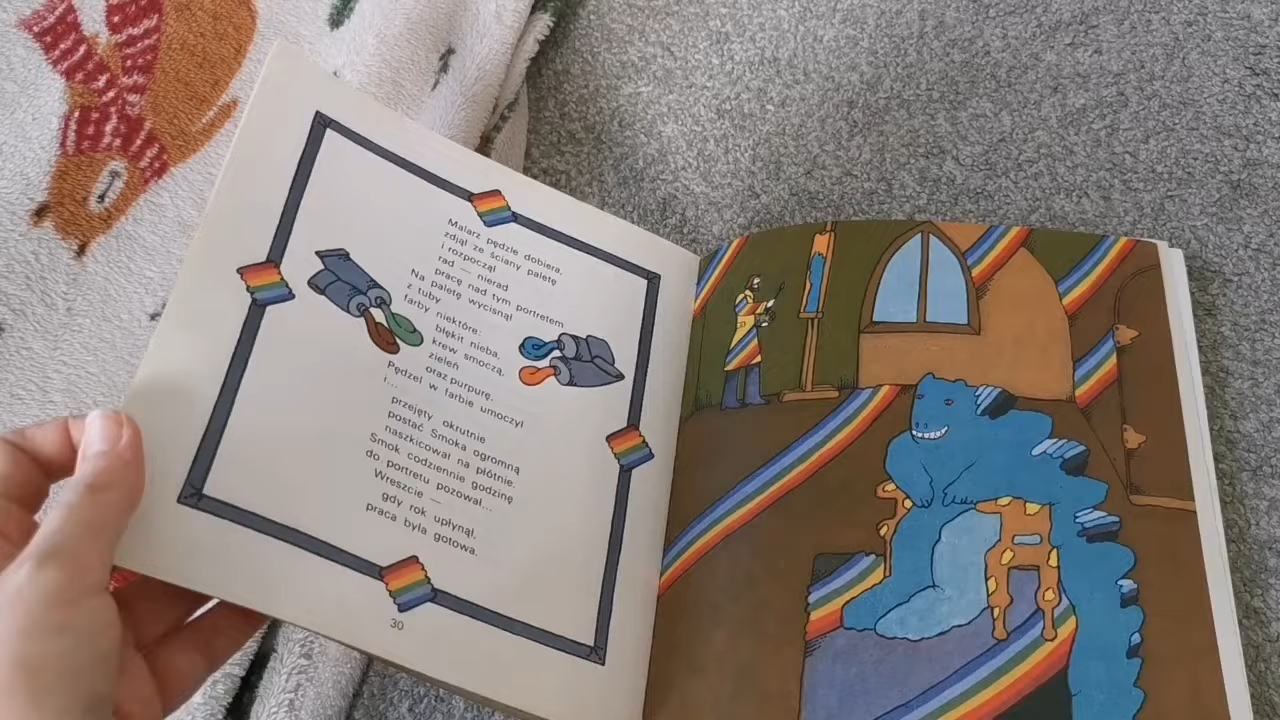 Malarz pędzle dobiera,
zdjął ze ściany paletę
i rozpoczął
rad — nierad
pracę nad tym portretem
Na paletę wycisnął
z tuby
farby niektóre:
błękit nieba,
krew smoczą,
zieleń
oraz purpurę,
Pędzel w farbie umoczył
i...
przejęty okrutnie
postać Smoka ogromną
naszkicował na płótnie.
Smok codziennie godzinę
do portretu pozował...
Wreszcie —
gdy rok upłynął,
praca była gotowa.
30